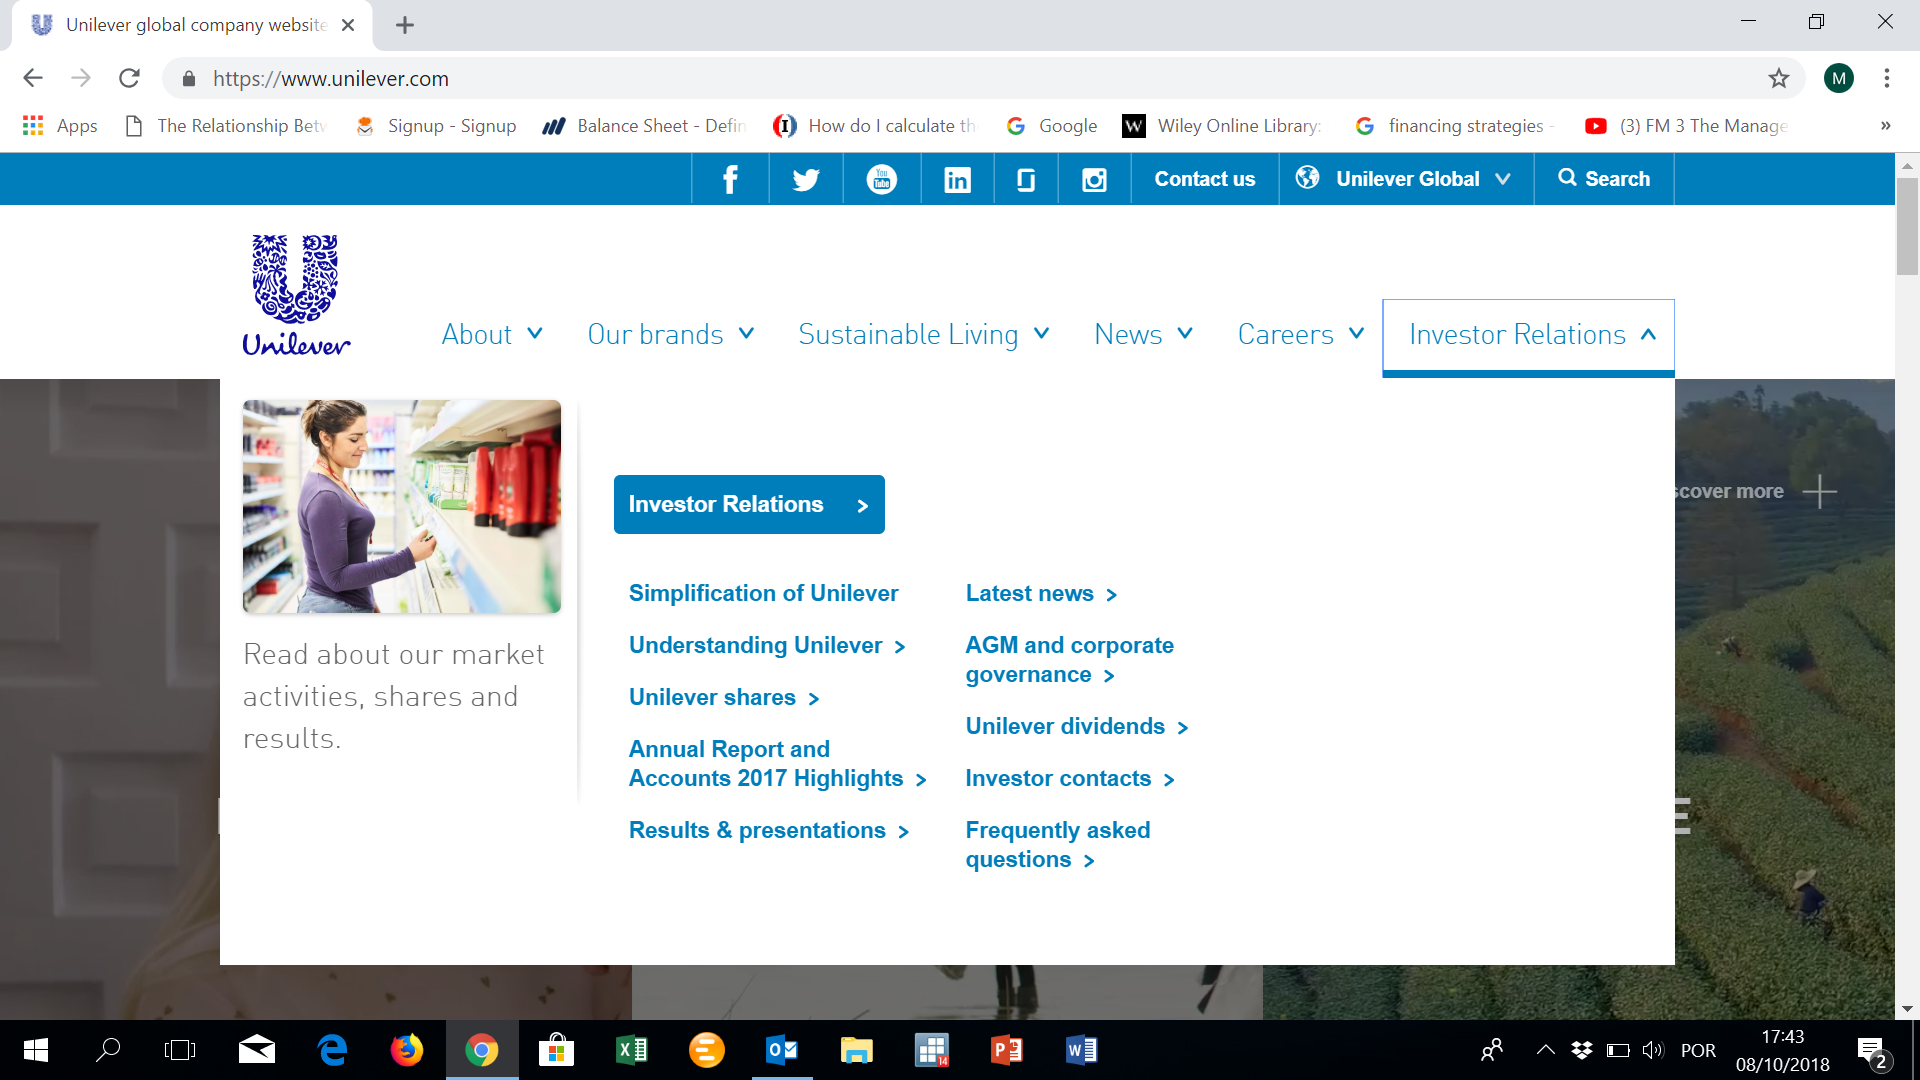 Unilever global company website
https://www.unilever.com
M
Apps
The Relationship Betw
Signup - Signup
Balance Sheet - Defin
How do I calculate th
Google
W
Wiley Online Library:
financing strategies -
(3) FM 3 The Manage
»
Contact us
Unilever Global
Search
Unilever
About
Our brands
Sustainable Living
News
Careers
Investor Relations
Read about our market
activities, shares and
results.
Investor Relations
Simplification of Unilever
Understanding Unilever
Unilever shares
Annual Report and
Accounts 2017 Highlights
Results & presentations
Latest news
AGM and corporate
governance
Unilever dividends
Investor contacts
Frequently asked
questions
scover more
E
14
POR
17:43
08/10/2018
2